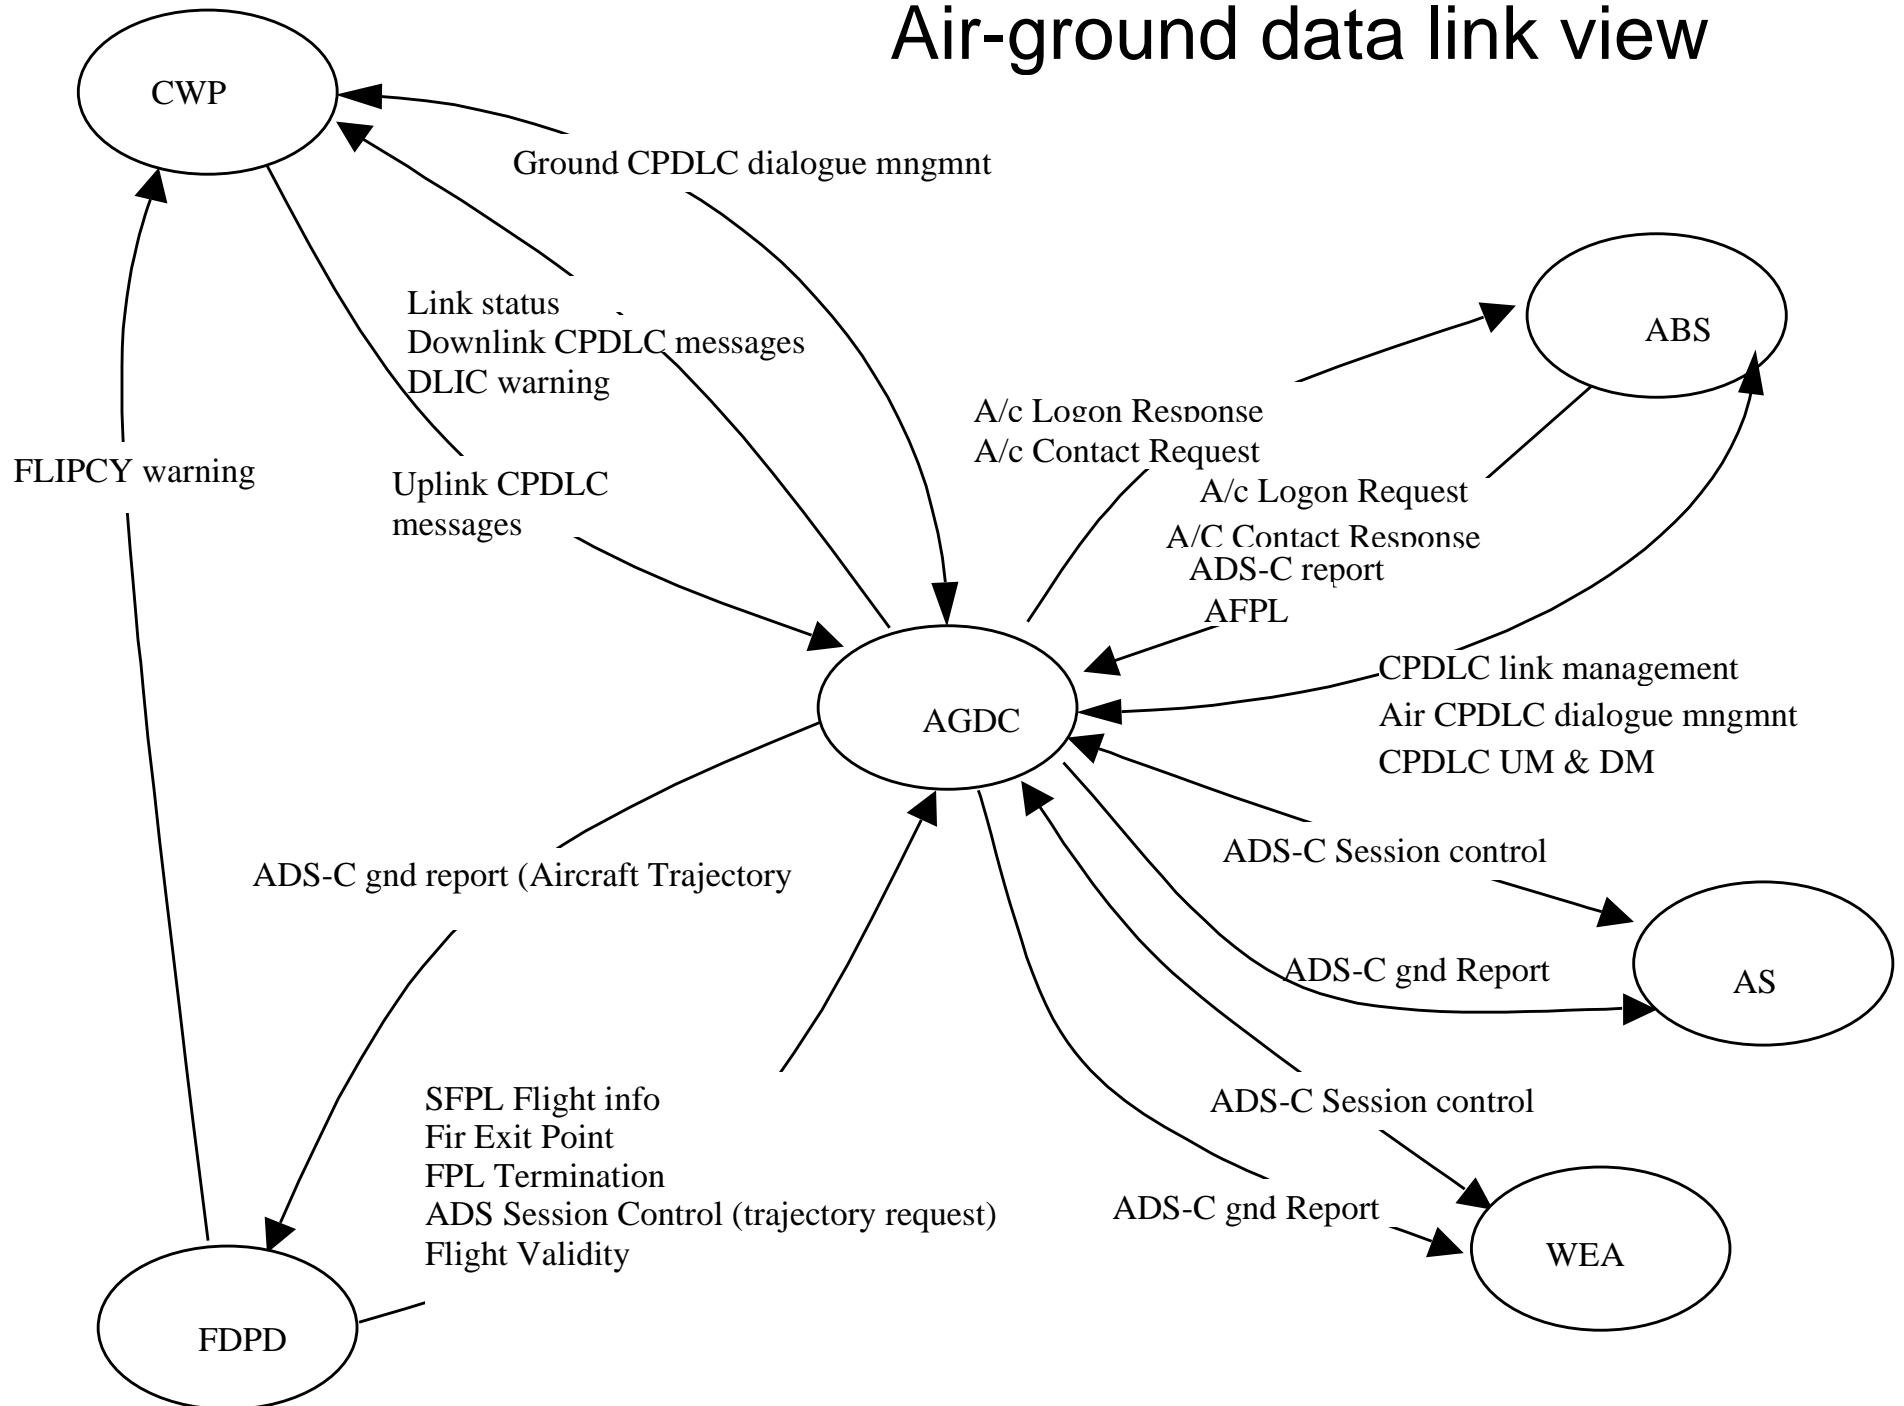 Air-ground data link view
CWP
Ground CPDLC dialogue mngmnt
Link status
Downlink CPDLC messages
DLIC warning
ABS
A/c Logon Response
A/c Contact Request
FLIPCY warning
Uplink CPDLC
messages
A/c Logon Request
A/C Contact Response
ADS-C report
AFPL
CPDLC link management
Air CPDLC dialogue mngmnt
CPDLC UM & DM
AGDC
ADS-C Session control
ADS-C gnd report (Aircraft Trajectory
ADS-C gnd Report
AS
SFPL Flight info
Fir Exit Point
FPL Termination
ADS Session Control (trajectory request)
Flight Validity
ADS-C Session control
ADS-C gnd Report
WEA
FDPD